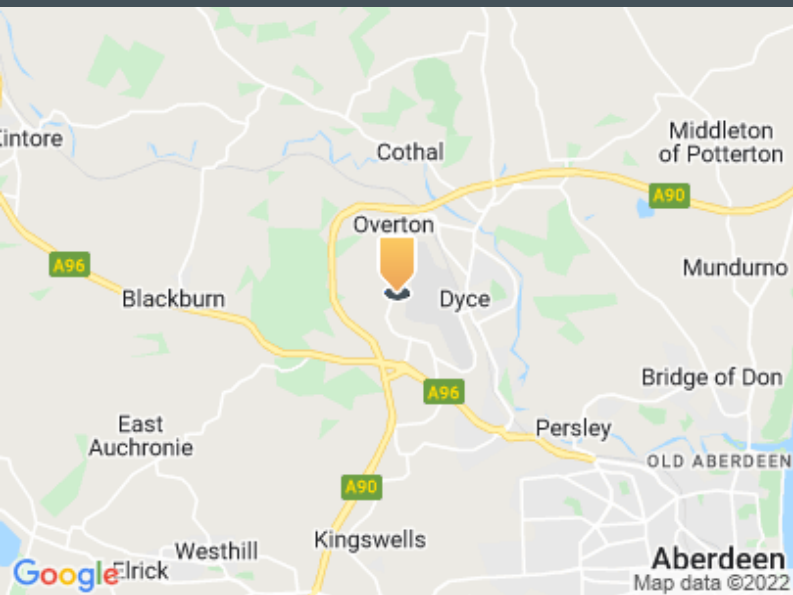 Middleton
of Potterton
Kintore
Cothal
A90
Overton
A96
Mundurno
Blackburn
Dyce
Bridge of Don
A96
East
Auchronie
Persley
OLD ABERDEEN
A90
Kingswells
Westhill
Aberdeen
Google
Elrick
Map data ©2022